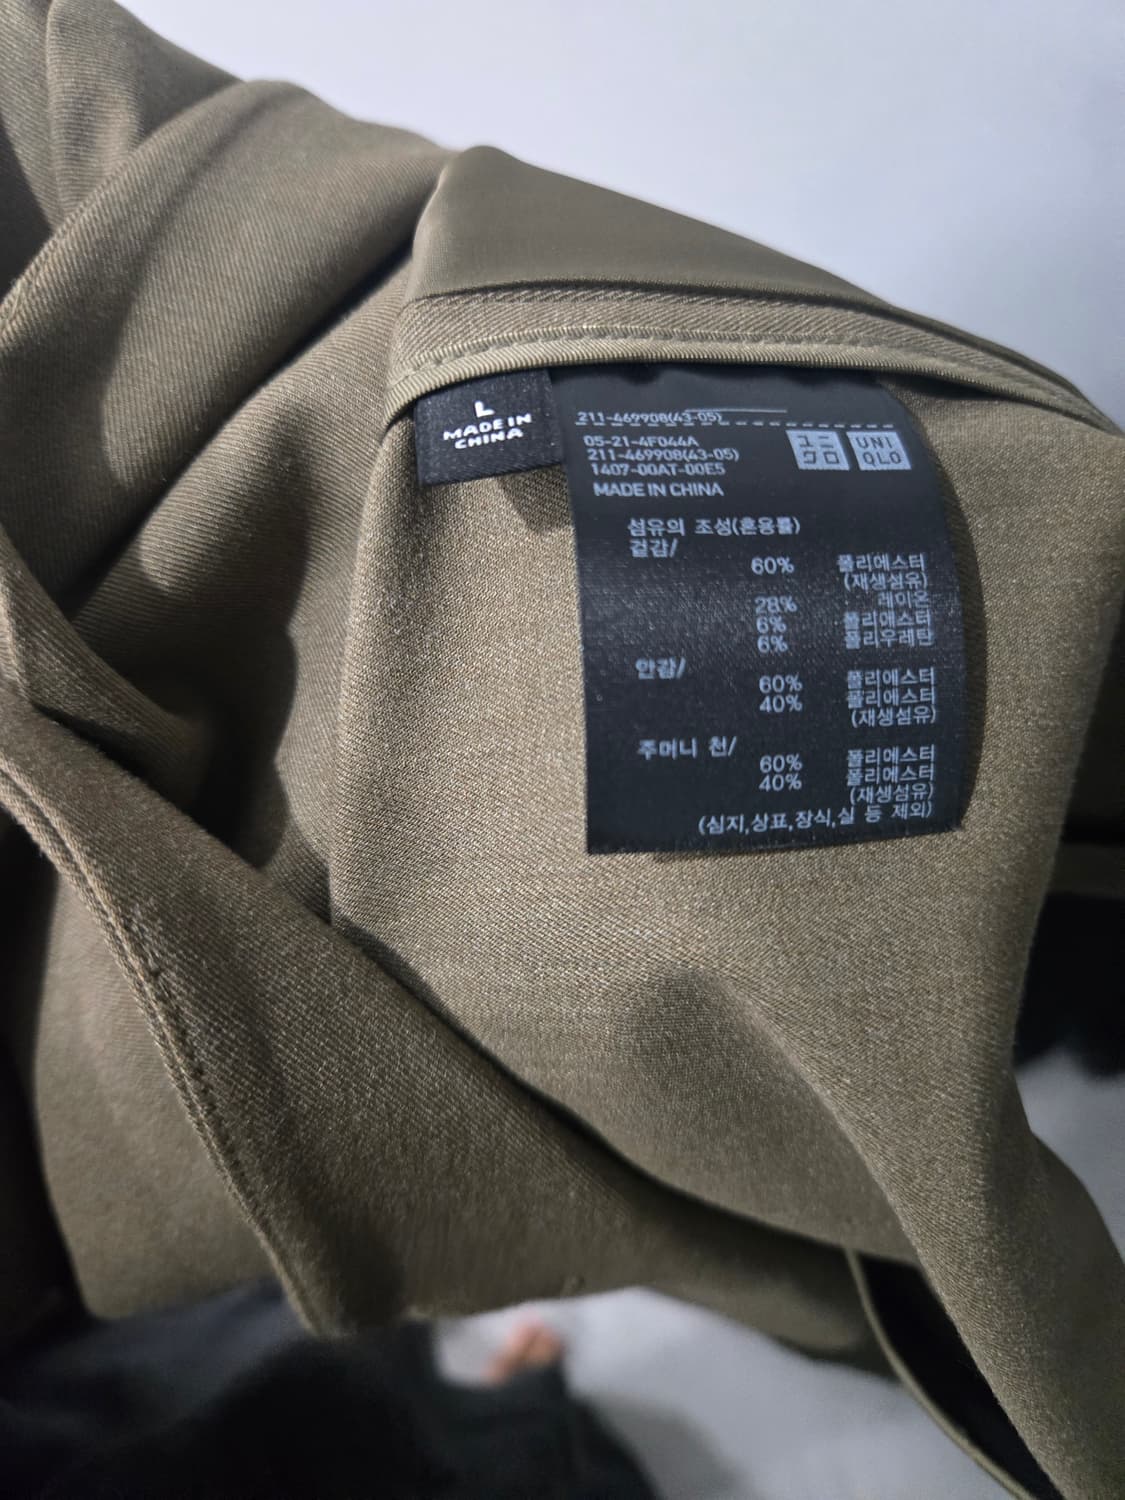 L
MADE IN
CHINA
211-469908(43-05)
05-21-4F044A
211-469908(43-05)
1407-00AT-00E5
MADE IN CHINA
ユニ
クロ
UNI
QLO
섬유의 조성(혼용률)
겉감/
60% 폴리에스터
(재생섬유)
28% 레이온
6% 폴리에스터
6% 폴리우레탄
안감/
60% 폴리에스터
40% 폴리에스터
(재생섬유)
주머니 천/
60% 폴리에스터
40% 폴리에스터
(재생섬유)
(심지,상표,장식,실 등 제외)